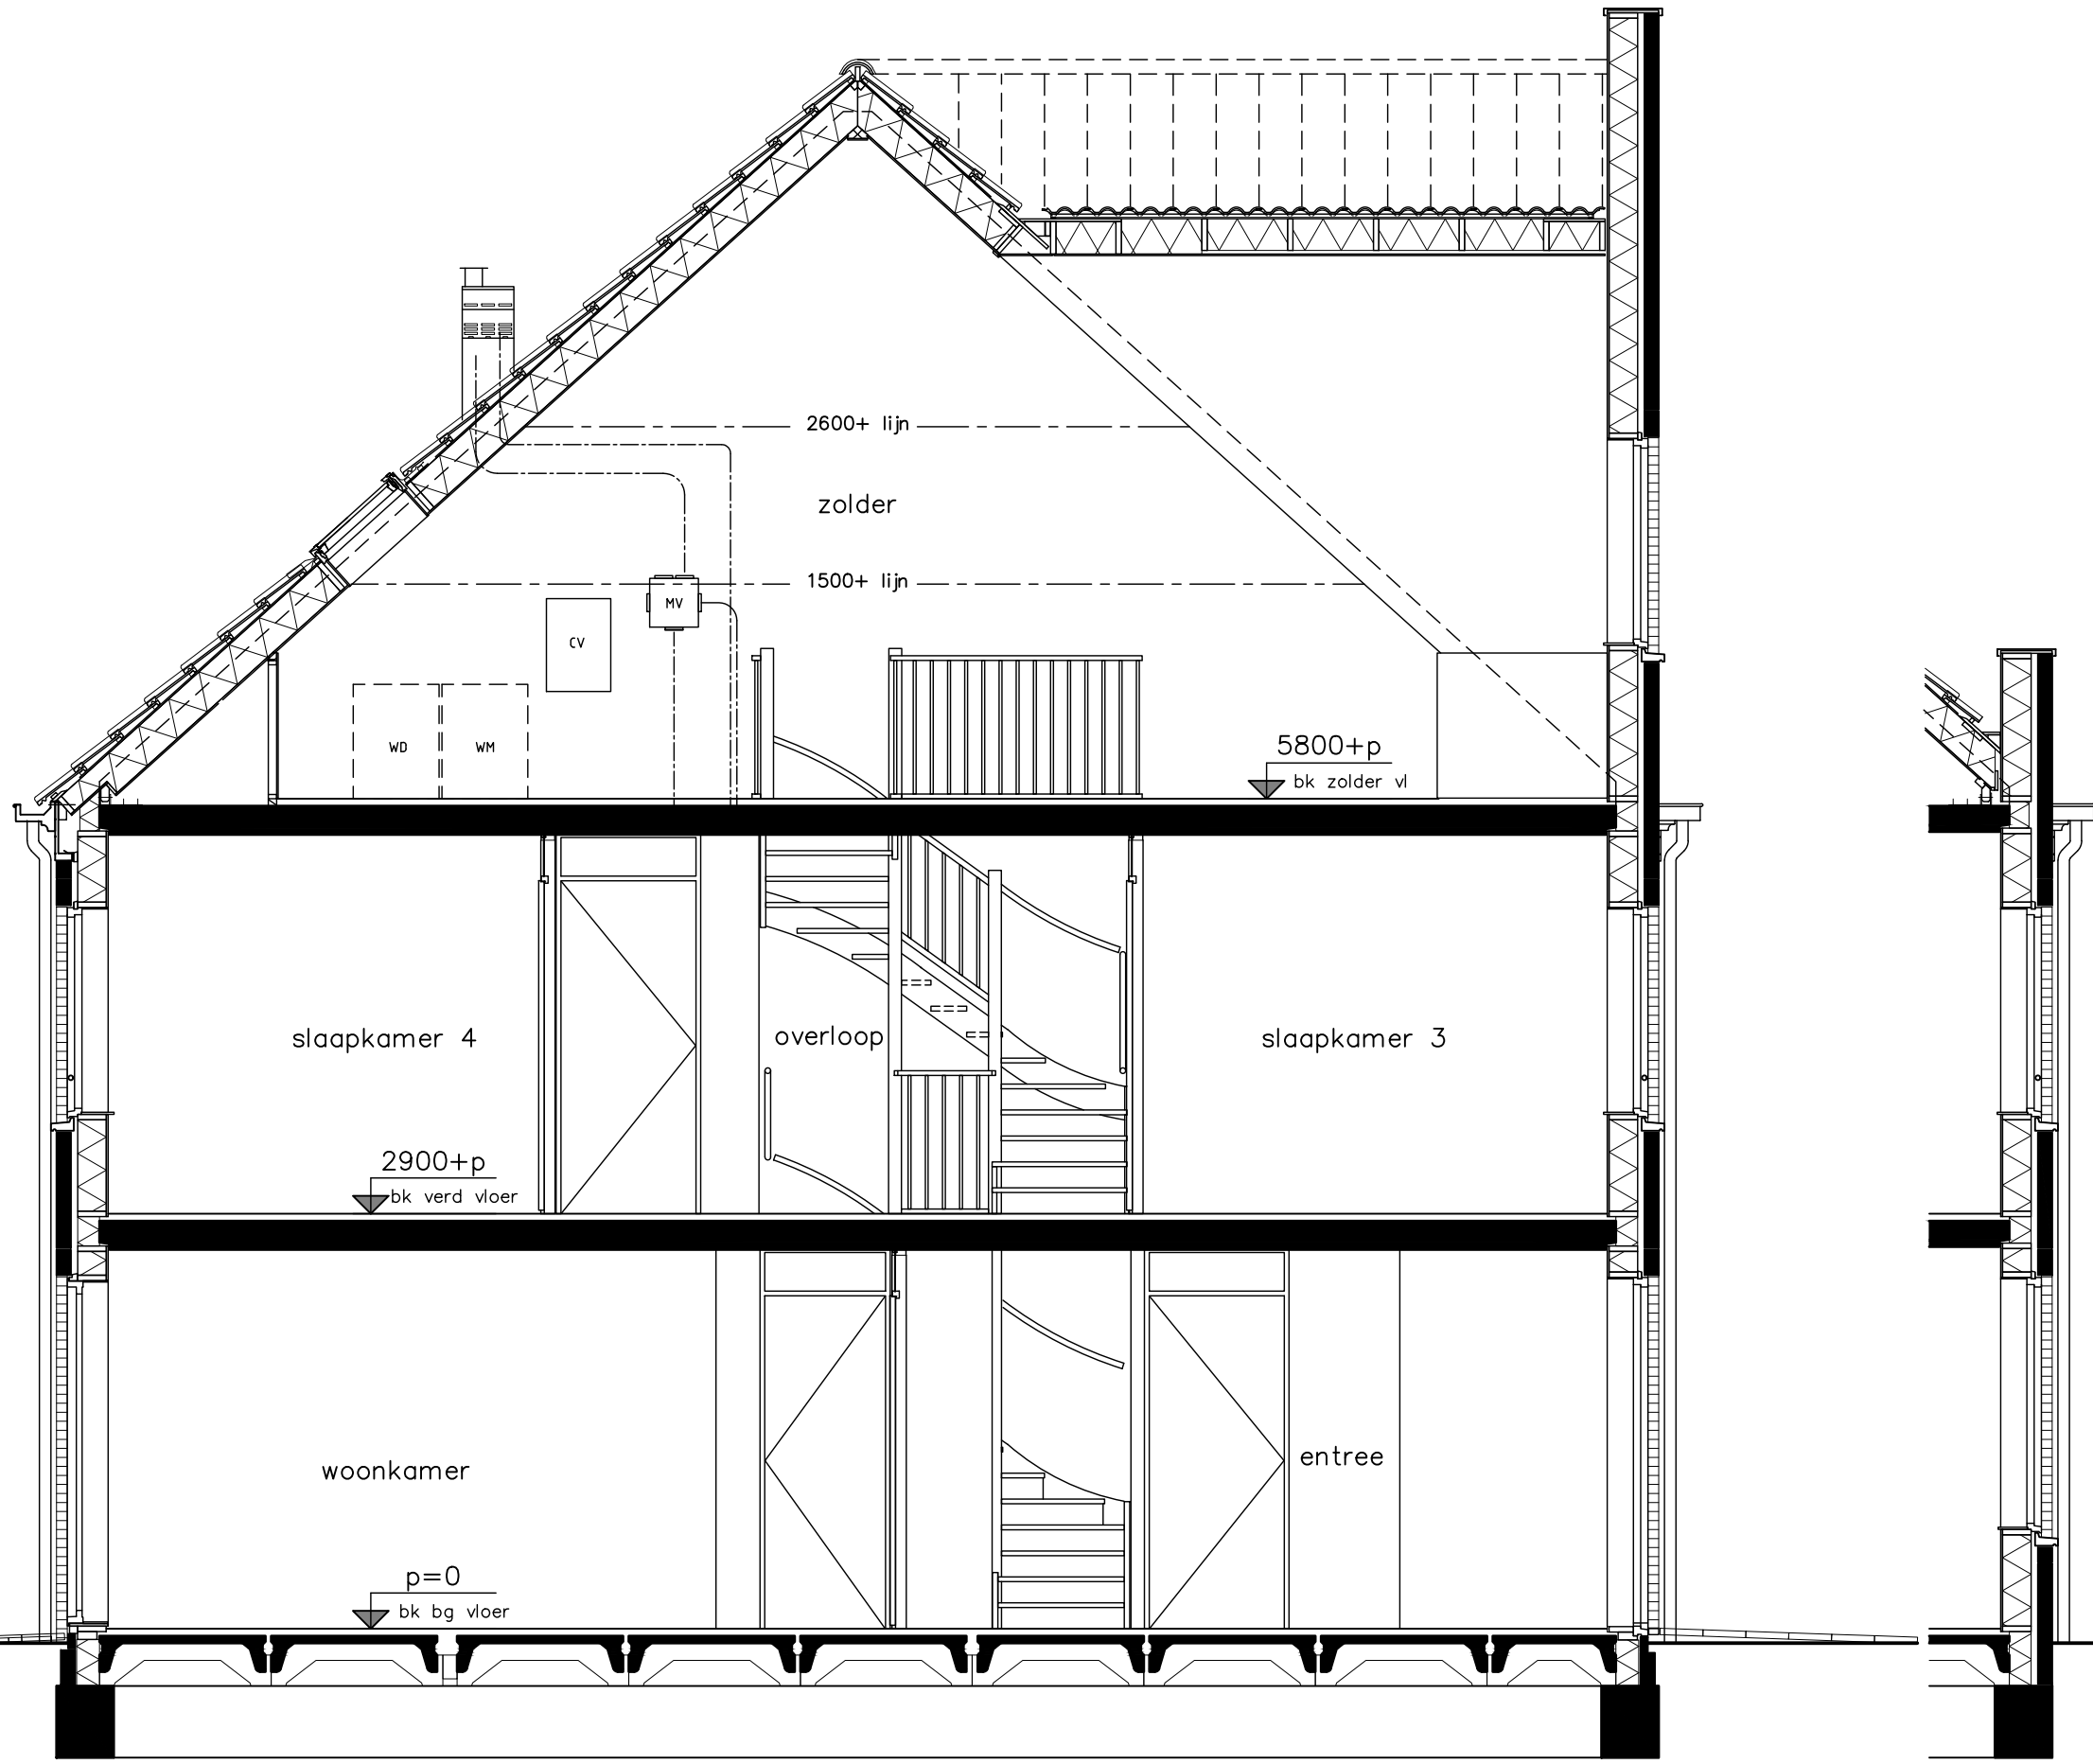 2600+ lijn
zolder
1500+ lijn
MV
CV
WD
WM
5800+p
bk zolder vl
slaapkamer 4
overloop
slaapkamer 3
2900+p
bk verd vloer
entree
woonkamer
p=0
bk bg vloer